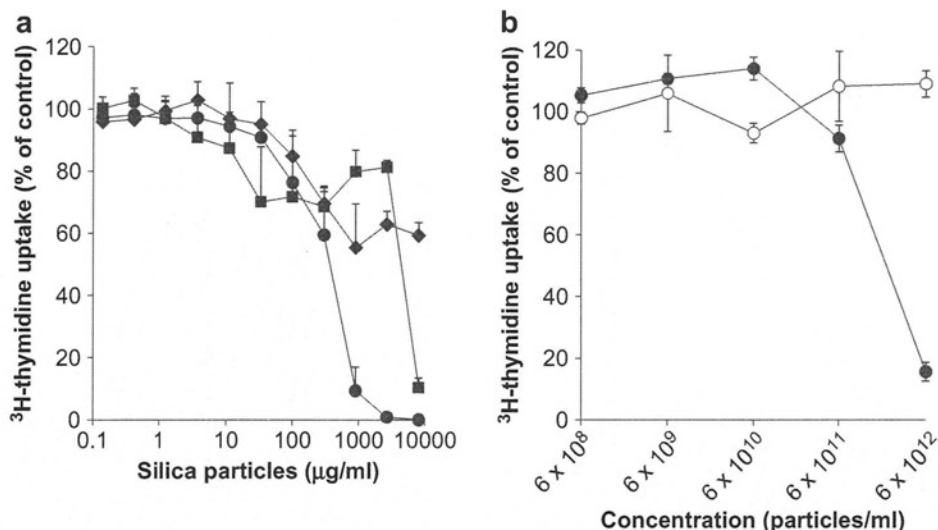 a
³H-thymidine uptake (% of control)
120
100
80
60
40
20
0
0.1 1 10 100 1000 10000
Silica particles (µg/ml)
b
³H-thymidine uptake (% of control)
120
100
80
60
40
20
0
6 x 10⁸ 6 x 10⁹ 6 x 10¹⁰ 6 x 10¹¹ 6 x 10¹²
Concentration (particles/ml)